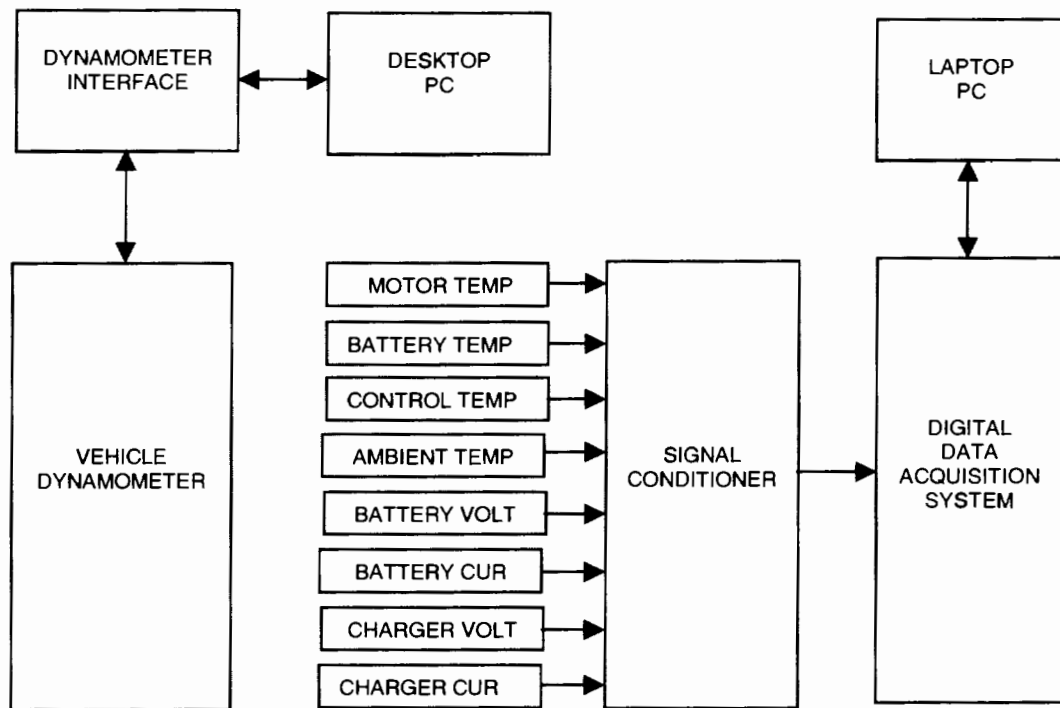 DYNAMOMETER
INTERFACE
DESKTOP
PC
LAPTOP
PC
VEHICLE
DYNAMOMETER
MOTOR TEMP
BATTERY TEMP
CONTROL TEMP
AMBIENT TEMP
BATTERY VOLT
BATTERY CUR
CHARGER VOLT
CHARGER CUR
SIGNAL
CONDITIONER
DIGITAL
DATA
ACQUISITION
SYSTEM